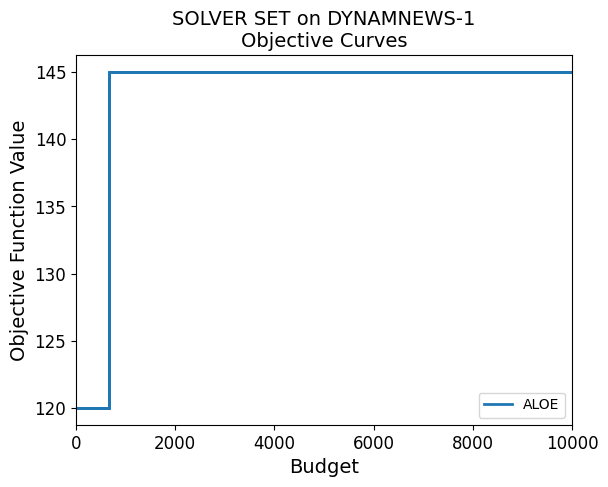 SOLVER SET on DYNAMNEWS-1
Objective Curves
Objective Function Value
145
140
135
130
125
120
ALOE
0 2000 4000 6000 8000 10000
Budget